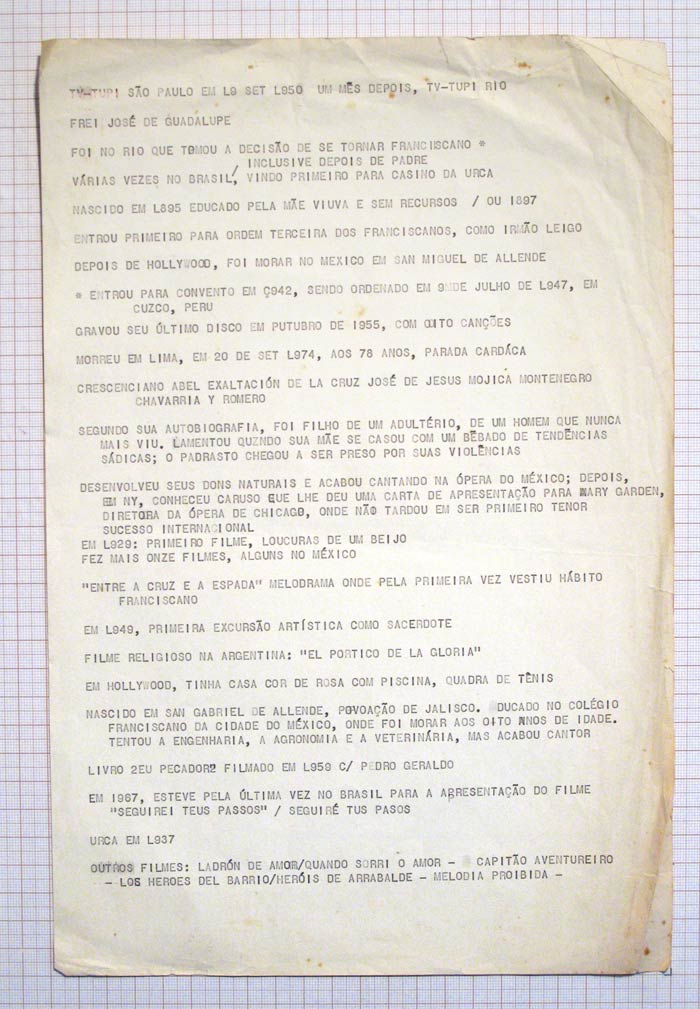 TV-TUPI SÃO PAULO EM L9 SET L950 UM MÊS DEPOIS, TV-TUPI RIO
FREI JOSÉ DE GUADALUPE
FOI NO RIO QUE TOMOU A DECISÃO DE SE TORNAR FRANCISCANO *
INCLUSIVE DEPOIS DE PADRE
VÁRIAS VEZES NO BRASIL,/ VINDO PRIMEIRO PARA CASINO DA URCA
NASCIDO EM L895 EDUCADO PELA MÃE VIUVA E SEM RECURSOS / OU 1897
ENTROU PRIMEIRO PARA ORDEM TERCEIRA DOS FRANCISCANOS, COMO IRMÃO LEIGO
DEPOIS DE HOLLYWOOD, FOI MORAR NO MEXICO EM SAN MIGUEL DE ALLENDE
* ENTROU PARA CONVENTO EM Ç942, SENDO ORDENADO EM 9MDE JULHO DE L947, EM
CUZCO, PERU
GRAVOU SEU ÚLTIMO DISCO EM PUTUBRO DE 1955, COM OITO CANÇÕES
MORREU EM LIMA, EM 20 DE SET L974, AOS 78 ANOS, PARADA CARDÁCA
CRESCENCIANO ABEL EXALTACIÓN DE LA CRUZ JOSÉ DE JESUS MOJICA MONTENEGRO
CHAVARRIA Y ROMERO
SEGUNDO SUA AUTOBIOGRAFIA, FOI FILHO DE UM ADULTÉRIO, DE UM HOMEM QUE NUNCA
MAIS VIU. LAMENTOU QUZNDO SUA MÃE SE CASOU COM UM BÊBADO DE TENDÊNCIAS
SÁDICAS; O PADRASTO CHEGOU A SER PRESO POR SUAS VIOLÊNCIAS
DESENVOLVEU SEUS DONS NATURAIS E ACABOU CANTANDO NA ÓPERA DO MÉXICO; DEPOIS,
EM NY, CONHECEU CARUSO QUE LHE DEU UMA CARTA DE APRESENTAÇÃO PARA MARY GARDEN,
DIRETORA DA ÓPERA DE CHICAGO, ONDE NÃO TARDOU EM SER PRIMEIRO TENOR
SUCESSO INTERNACIONAL
EM L929: PRIMEIRO FILME, LOUCURAS DE UM BEIJO
FEZ MAIS ONZE FILMES, ALGUNS NO MÉXICO
"ENTRE A CRUZ E A ESPADA" MELODRAMA ONDE PELA PRIMEIRA VEZ VESTIU HÁBITO
FRANCISCANO
EM L949, PRIMEIRA EXCURSÃO ARTÍSTICA COMO SACERDOTE
FILME RELIGIOSO NA ARGENTINA: "EL PORTICO DE LA GLORIA"
EM HOLLYWOOD, TINHA CASA COR DE ROSA COM PISCINA, QUADRA DE TÊNIS
NASCIDO EM SAN GABRIEL DE ALLENDE, POVOAÇÃO DE JALISCO. EDUCADO NO COLÉGIO
FRANCISCANO DA CIDADE DO MÉXICO, ONDE FOI MORAR AOS OITO ANOS DE IDADE.
TENTOU A ENGENHARIA, A AGRONOMIA E A VETERINÁRIA, MAS ACABOU CANTOR
LIVRO 2EU PECADOR2 FILMADO EM L959 C/ PEDRO GERALDO
EM 1967, ESTEVE PELA ÚLTIMA VEZ NO BRASIL PARA A APRESENTAÇÃO DO FILME
"SEGUIREI TEUS PASSOS" / SEGUIRÉ TUS PASOS
URCA EM L937
OUTROS FILMES: LADRÓN DE AMOR/QUANDO SORRI O AMOR - CAPITÃO AVENTUREIRO
- LOS HEROES DEL BARRIO/HERÓIS DE ARRABALDE - MELODIA PROIBIDA -